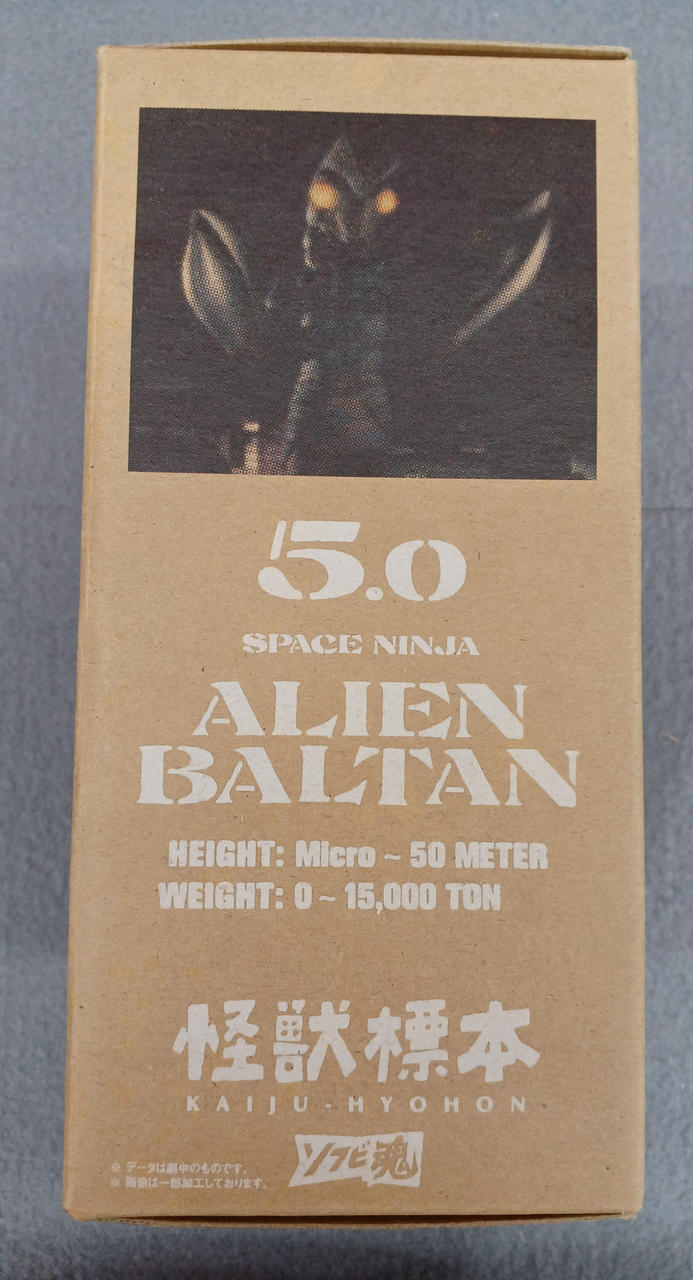 5.0
SPACE NINJA
ALIEN
BALTAN
HEIGHT: Micro ~ 50 METER
WEIGHT: 0 ~ 15,000 TON
怪獣標本
KAIJU-HYOHON
ソフビ魂
※ データは劇中のものです。
※ 画像は一部加工しております。